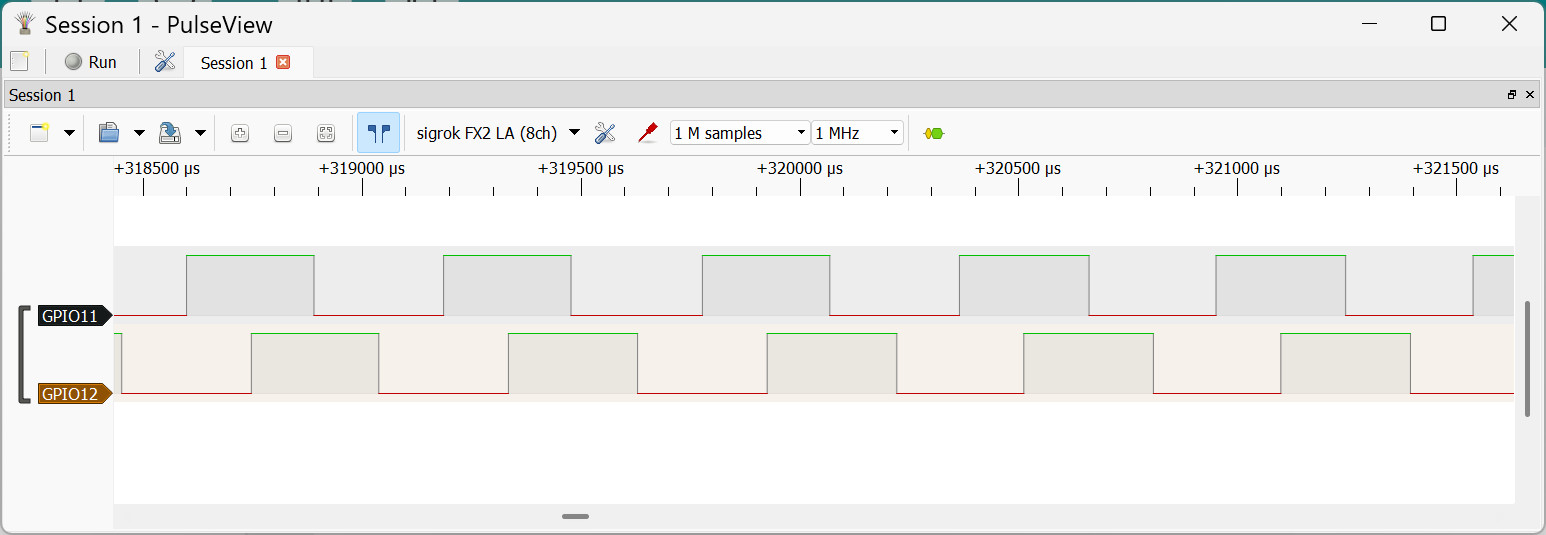 Session 1 - PulseView
Run
Session 1
Session 1
sigrok FX2 LA (8ch) 1 M samples 1 MHz
+318500 µs +319000 µs +319500 µs +320000 µs +320500 µs +321000 µs +321500 µs
GPIO11
GPIO12